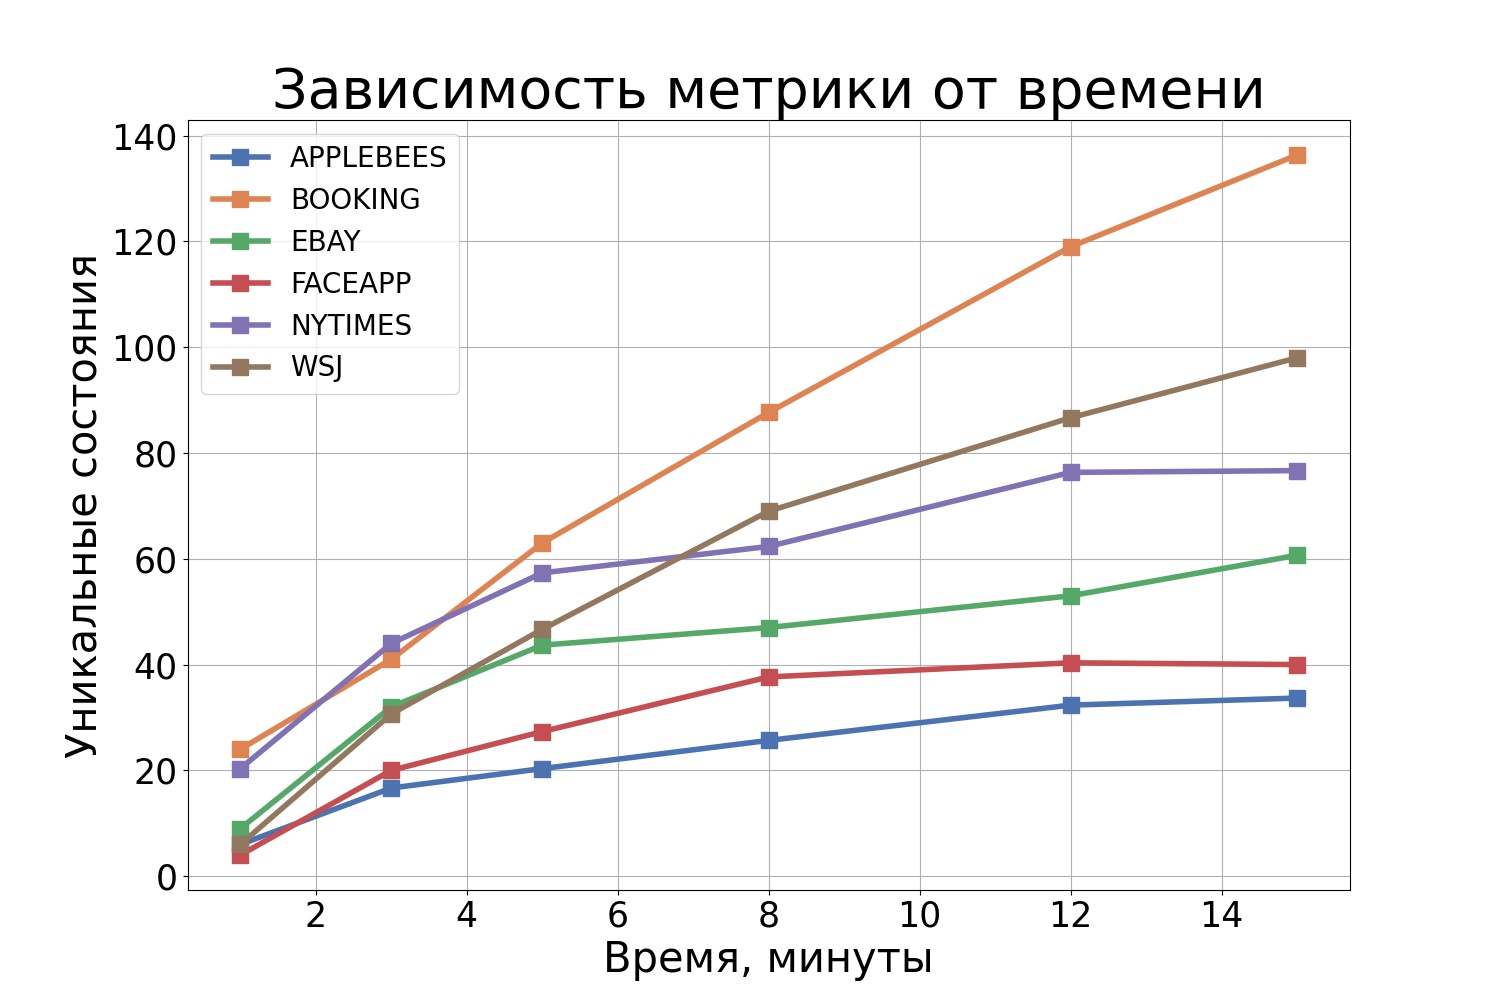 Зависимость метрики от времени
140
120
100
80
60
40
20
0
Уникальные состояния
APPLEBEES
BOOKING
EBAY
FACEAPP
NYTIMES
WSJ
2 4 6 8 10 12 14
Время, минуты